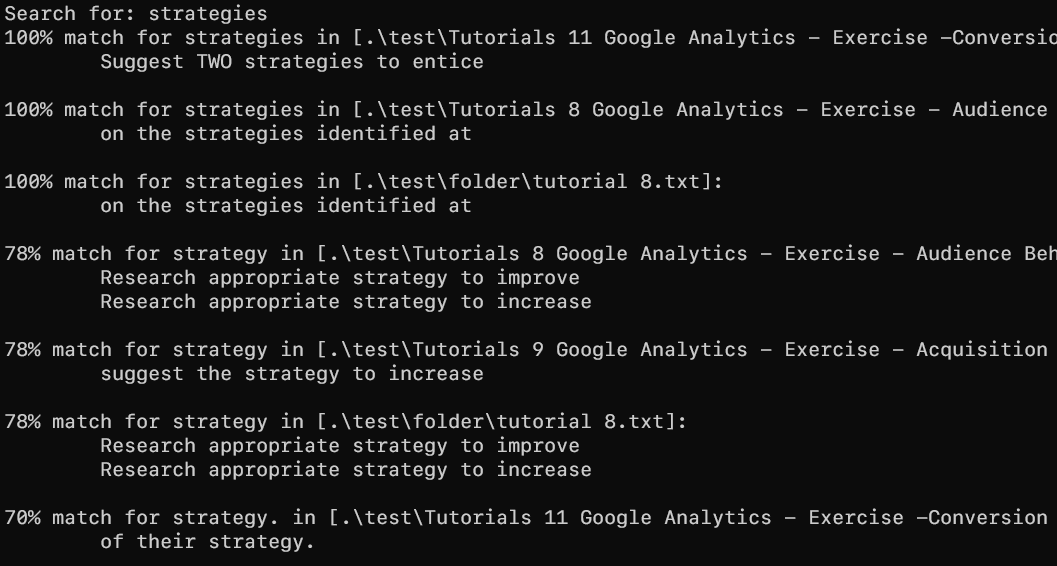 Search for: strategies
100% match for strategies in [.\test\Tutorials 11 Google Analytics – Exercise –Conversio
Suggest TWO strategies to entice
100% match for strategies in [.\test\Tutorials 8 Google Analytics – Exercise – Audience
on the strategies identified at
100% match for strategies in [.\test\folder\tutorial 8.txt]:
on the strategies identified at
78% match for strategy in [.\test\Tutorials 8 Google Analytics – Exercise – Audience Beh
Research appropriate strategy to improve
Research appropriate strategy to increase
78% match for strategy in [.\test\Tutorials 9 Google Analytics – Exercise – Acquisition
suggest the strategy to increase
78% match for strategy in [.\test\folder\tutorial 8.txt]:
Research appropriate strategy to improve
Research appropriate strategy to increase
70% match for strategy. in [.\test\Tutorials 11 Google Analytics – Exercise –Conversion
of their strategy.